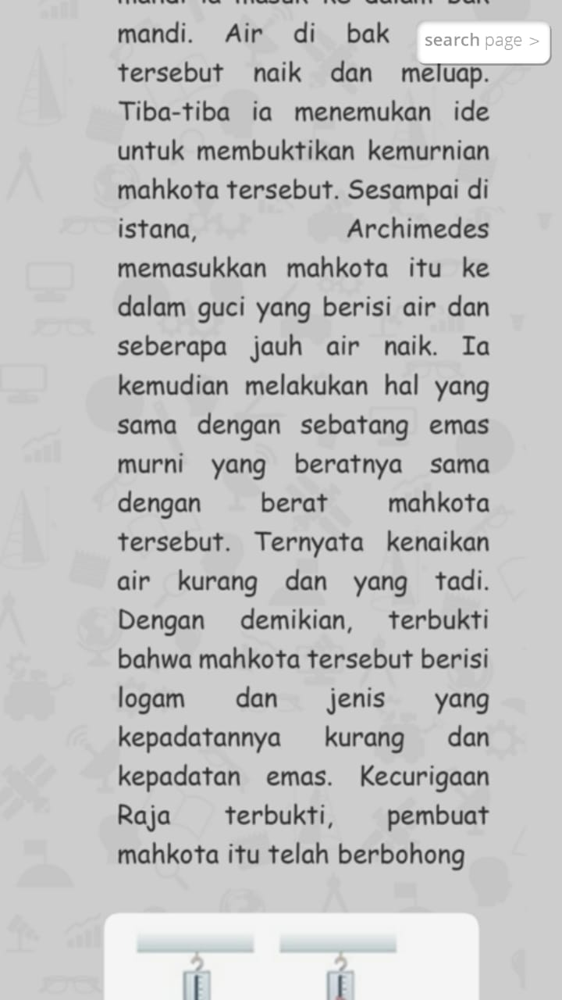 mandi. Air di bak
search page >
tersebut naik dan meluap.
Tiba-tiba ia menemukan ide
untuk membuktikan kemurnian
mahkota tersebut. Sesampai di
istana, Archimedes
memasukkan mahkota itu ke
dalam guci yang berisi air dan
seberapa jauh air naik. Ia
kemudian melakukan hal yang
sama dengan sebatang emas
murni yang beratnya sama
dengan berat mahkota
tersebut. Ternyata kenaikan
air kurang dan yang tadi.
Dengan demikian, terbukti
bahwa mahkota tersebut berisi
logam dan jenis yang
kepadatannya kurang dan
kepadatan emas. Kecurigaan
Raja terbukti, pembuat
mahkota itu telah berbohong